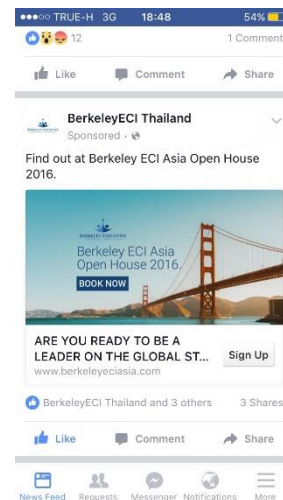 TRUE-H 3G 18:48 54%
12 1 Comment
Like Comment Share
BerkeleyECI Thailand
Sponsored
Find out at Berkeley ECI Asia Open House
2016.
Berkeley ECI Asia
Open House 2016.
BOOK NOW
ARE YOU READY TO BE A
LEADER ON THE GLOBAL ST...
Sign Up
www.berkeleyeciasia.com
BerkeleyECI Thailand and 3 others 3 Shares
Like Comment Share
News Feed Requests Messenger Notifications More